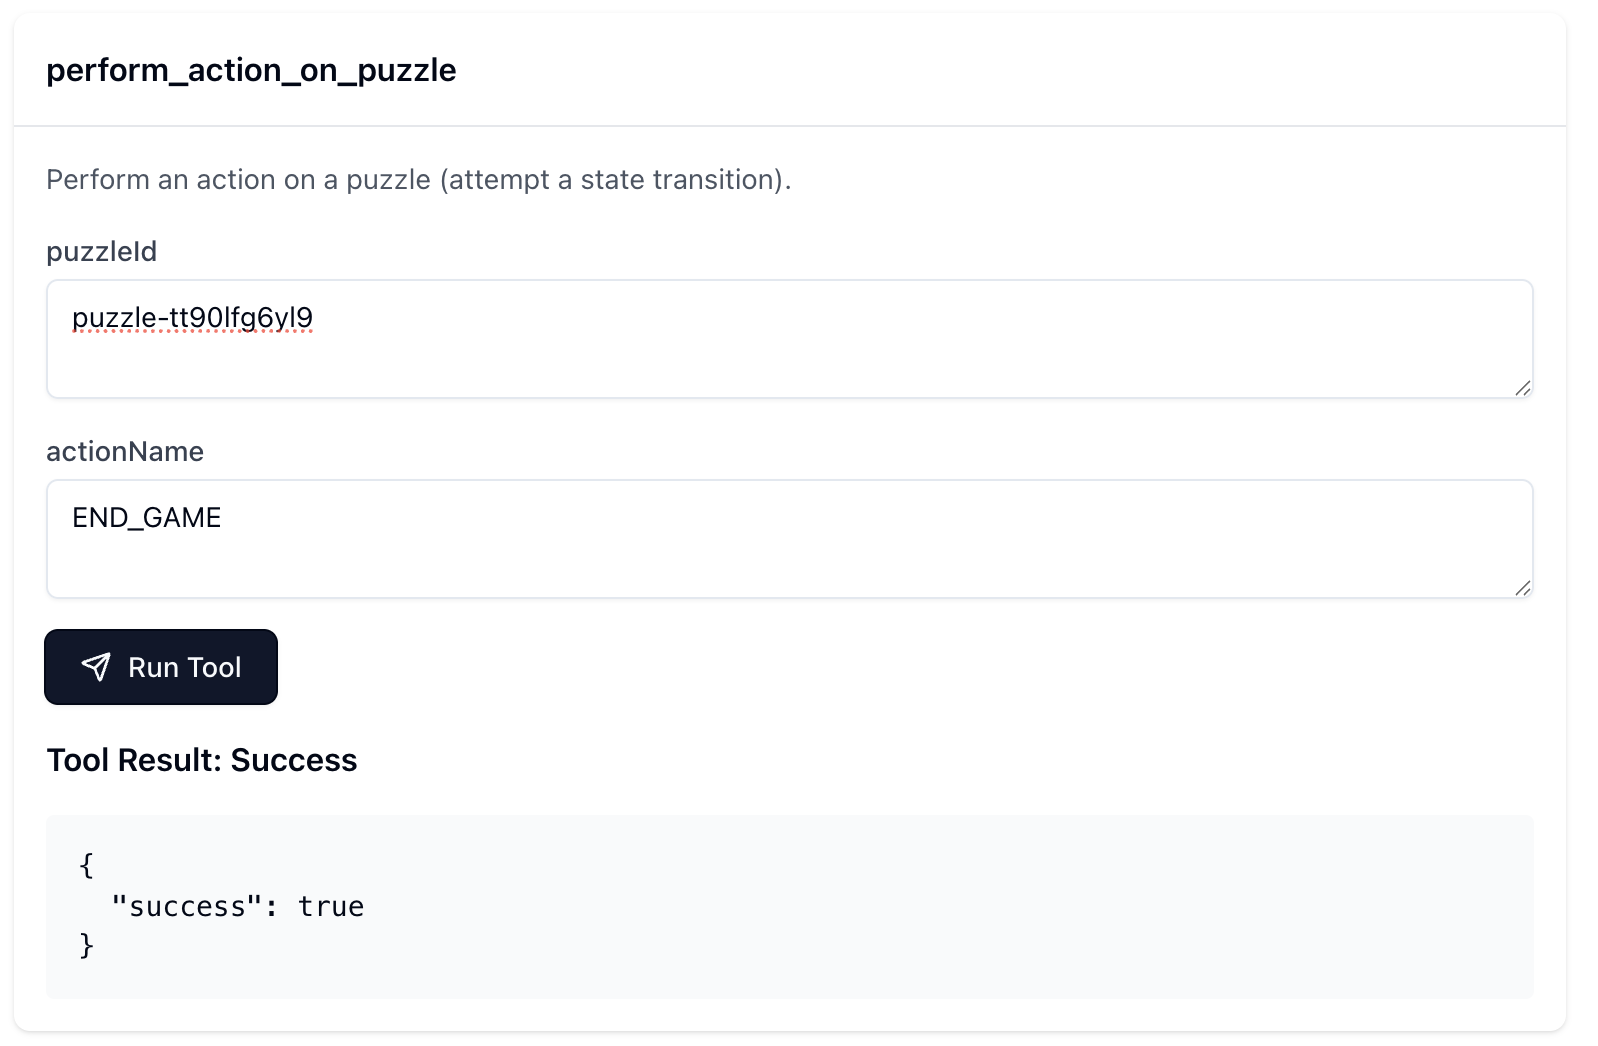 perform_action_on_puzzle
Perform an action on a puzzle (attempt a state transition).
puzzleId
puzzle-tt90lfg6yl9
actionName
END_GAME
Run Tool
Tool Result: Success
{
  "success": true
}